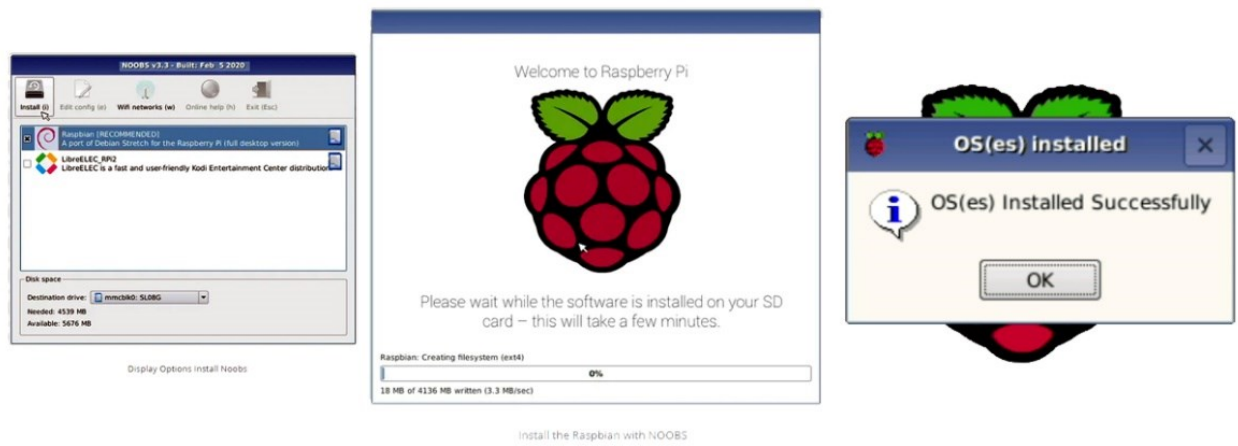 NOOBS v3.3 - Built: Feb 5 2020
Install (i) Edit config (e) Wifi networks (w) Online help (h) Exit (Esc)
Raspbian [RECOMMENDED]
A port of Debian Stretch for the Raspberry Pi (full desktop version)
LibreELEC_RPi2
LibreELEC is a fast and user-friendly Kodi Entertainment Center distribution
Disk space
Destination drive: mmcblk0: SL08G
Needed: 4539 MB
Available: 5676 MB
Display Options Install Noobs
Welcome to Raspberry Pi
Please wait while the software is installed on your SD
card – this will take a few minutes.
Raspbian: Creating filesystem (ext4)
0%
18 MB of 4136 MB written (3.3 MB/sec)
Install the Raspbian with NOOBS
OS(es) installed
OS(es) Installed Successfully
OK